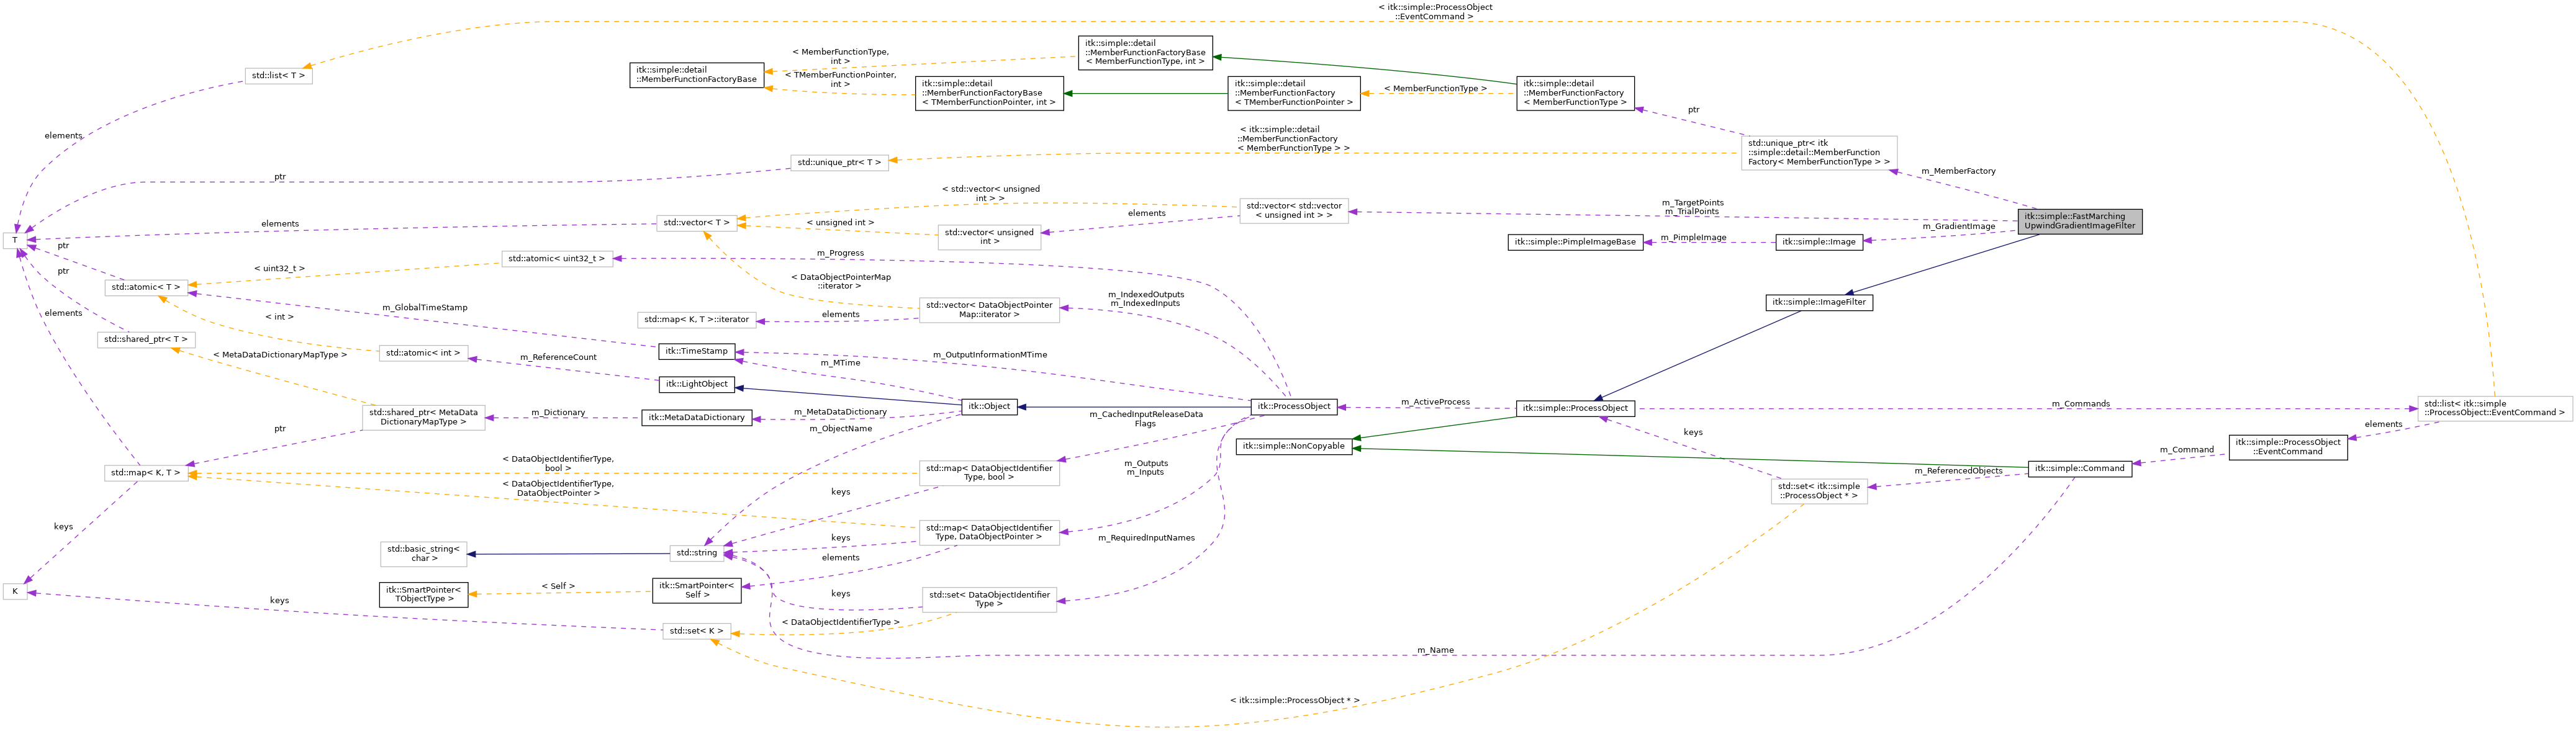 < itk::simple::ProcessObject
::EventCommand >
std::list< T >
itk::simple::detail
::MemberFunctionFactoryBase
< MemberFunctionType,
int >
< TMemberFunctionPointer,
int >
itk::simple::detail
::MemberFunctionFactoryBase
< MemberFunctionType, int >
itk::simple::detail
::MemberFunctionFactoryBase
< TMemberFunctionPointer, int >
itk::simple::detail
::MemberFunctionFactory
< TMemberFunctionPointer >
< MemberFunctionType >
itk::simple::detail
::MemberFunctionFactory
< MemberFunctionType >
ptr
elements
ptr
std::unique_ptr< T >
< itk::simple::detail
::MemberFunctionFactory
< MemberFunctionType > >
std::unique_ptr< itk
::simple::detail::MemberFunction
Factory< MemberFunctionType > >
m_MemberFactory
elements
std::vector< T >
< std::vector< unsigned
int > >
< unsigned int >
std::vector< unsigned
int >
elements
std::vector< std::vector
< unsigned int > >
m_TargetPoints
m_TrialPoints
itk::simple::FastMarching
UpwindGradientImageFilter
m_GradientImage
itk::simple::PimpleImageBase
m_PimpleImage
itk::simple::Image
T
ptr
ptr
elements
std::atomic< T >
< uint32_t >
std::atomic< uint32_t >
m_Progress
< DataObjectPointerMap
::iterator >
m_GlobalTimeStamp
< int >
std::map< K, T >::iterator
elements
std::vector< DataObjectPointer
Map::iterator >
m_IndexedOutputs
m_IndexedInputs
itk::simple::ImageFilter
std::shared_ptr< T >
< MetaDataDictionaryMapType >
std::atomic< int >
m_ReferenceCount
itk::TimeStamp
m_OutputInformationMTime
m_MTime
itk::LightObject
std::shared_ptr< MetaData
DictionaryMapType >
m_Dictionary
itk::MetaDataDictionary
m_MetaDataDictionary
m_ObjectName
itk::Object
m_CachedInputReleaseData
Flags
itk::ProcessObject
m_ActiveProcess
itk::simple::ProcessObject
m_Commands
std::list< itk::simple
::ProcessObject::EventCommand >
elements
itk::simple::ProcessObject
::EventCommand
m_Command
itk::simple::Command
m_ReferencedObjects
std::set< itk::simple
::ProcessObject * >
keys
itk::simple::NonCopyable
ptr
std::map< K, T >
< DataObjectIdentifierType,
bool >
< DataObjectIdentifierType,
DataObjectPointer >
std::map< DataObjectIdentifier
Type, bool >
keys
m_Outputs
m_Inputs
std::map< DataObjectIdentifier
Type, DataObjectPointer >
keys
elements
m_RequiredInputNames
keys
K
std::basic_string<
char >
std::string
itk::SmartPointer<
TObjectType >
< Self >
itk::SmartPointer<
Self >
keys
std::set< DataObjectIdentifier
Type >
keys
std::set< K >
< DataObjectIdentifierType >
m_Name
< itk::simple::ProcessObject * >